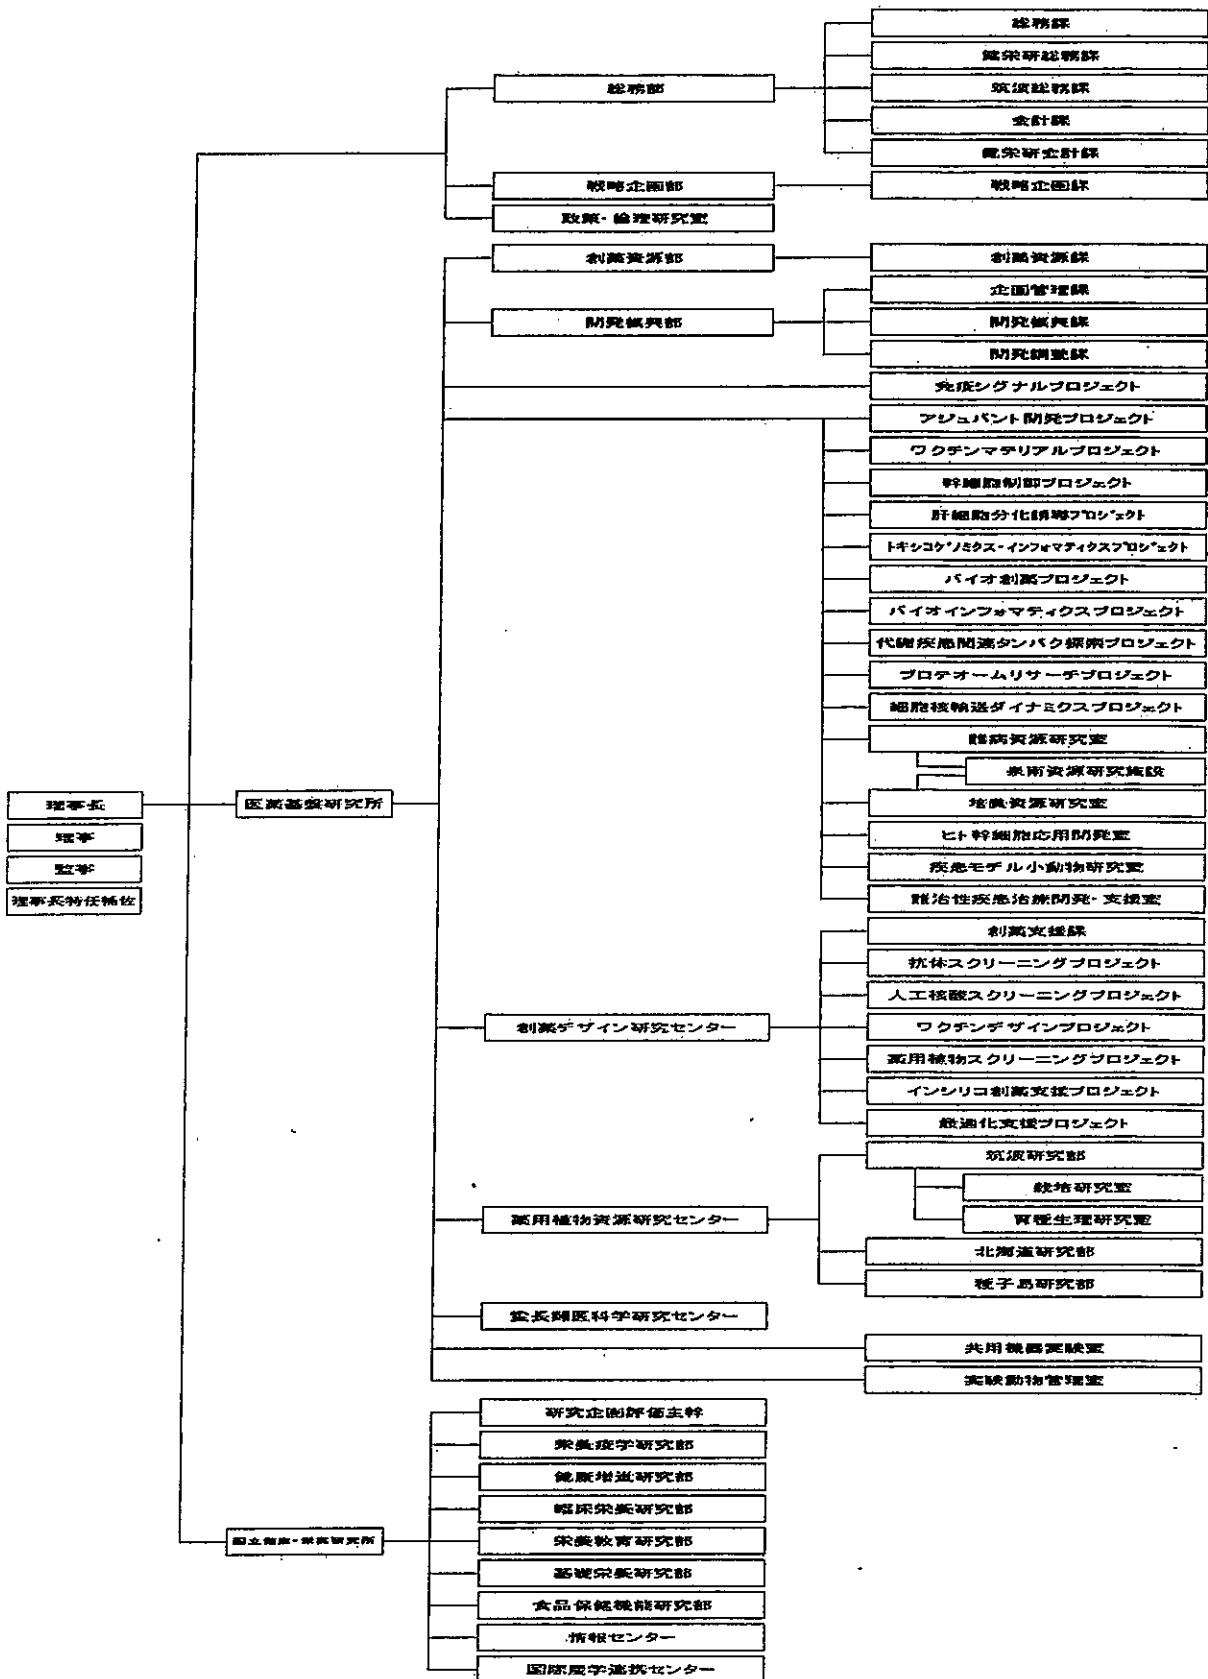 総務課
健栄研総務課
総務部
筑波総務課
会計課
健栄研会計課
戦略企画部
戦略企画課
政策・倫理研究室
創薬資源部
創薬資源課
企画管理課
開発振興部
開発振興課
開発調整課
免疫シグナルプロジェクト
アジュバント開発プロジェクト
ワクチンマテリアルプロジェクト
幹細胞制御プロジェクト
肝細胞分化誘導プロジェクト
トキシコゲノミクス・インフォマティクスプロジェクト
バイオ創薬プロジェクト
バイオインフォマティクスプロジェクト
代謝疾患関連タンパク探索プロジェクト
プロテオームリサーチプロジェクト
細胞核輸送ダイナミクスプロジェクト
難病資源研究室
泉南資源研究施設
理事長
医薬基盤研究所
培養資源研究室
理事
ヒト幹細胞応用開発室
監事
疾患モデル小動物研究室
理事長特任補佐
難治性疾患治療開発・支援室
創薬支援課
抗体スクリーニングプロジェクト
人工核酸スクリーニングプロジェクト
創薬デザイン研究センター
ワクチンデザインプロジェクト
薬用植物スクリーニングプロジェクト
インシリコ創薬支援プロジェクト
最適化支援プロジェクト
筑波研究部
栽培研究室
薬用植物資源研究センター
育種生理研究室
北海道研究部
種子島研究部
霊長類医科学研究センター
共用機器実験室
実験動物管理室
研究企画評価主幹
栄養疫学研究部
健康増進研究部
臨床栄養研究部
国立健康・栄養研究所
栄養教育研究部
基礎栄養研究部
食品保健機能研究部
情報センター
国際産学連携センター